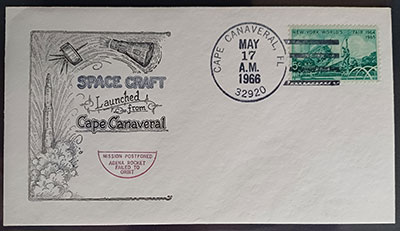 SPACE CRAFT
Launched
from
Cape Canaveral
MISSION POSTPONED
AGENA ROCKET
FAILED TO
ORBIT
CAPE CANAVERAL, FL
MAY
17
A.M.
1966
32920
NEW YORK WORLD'S FAIR 1964
1965